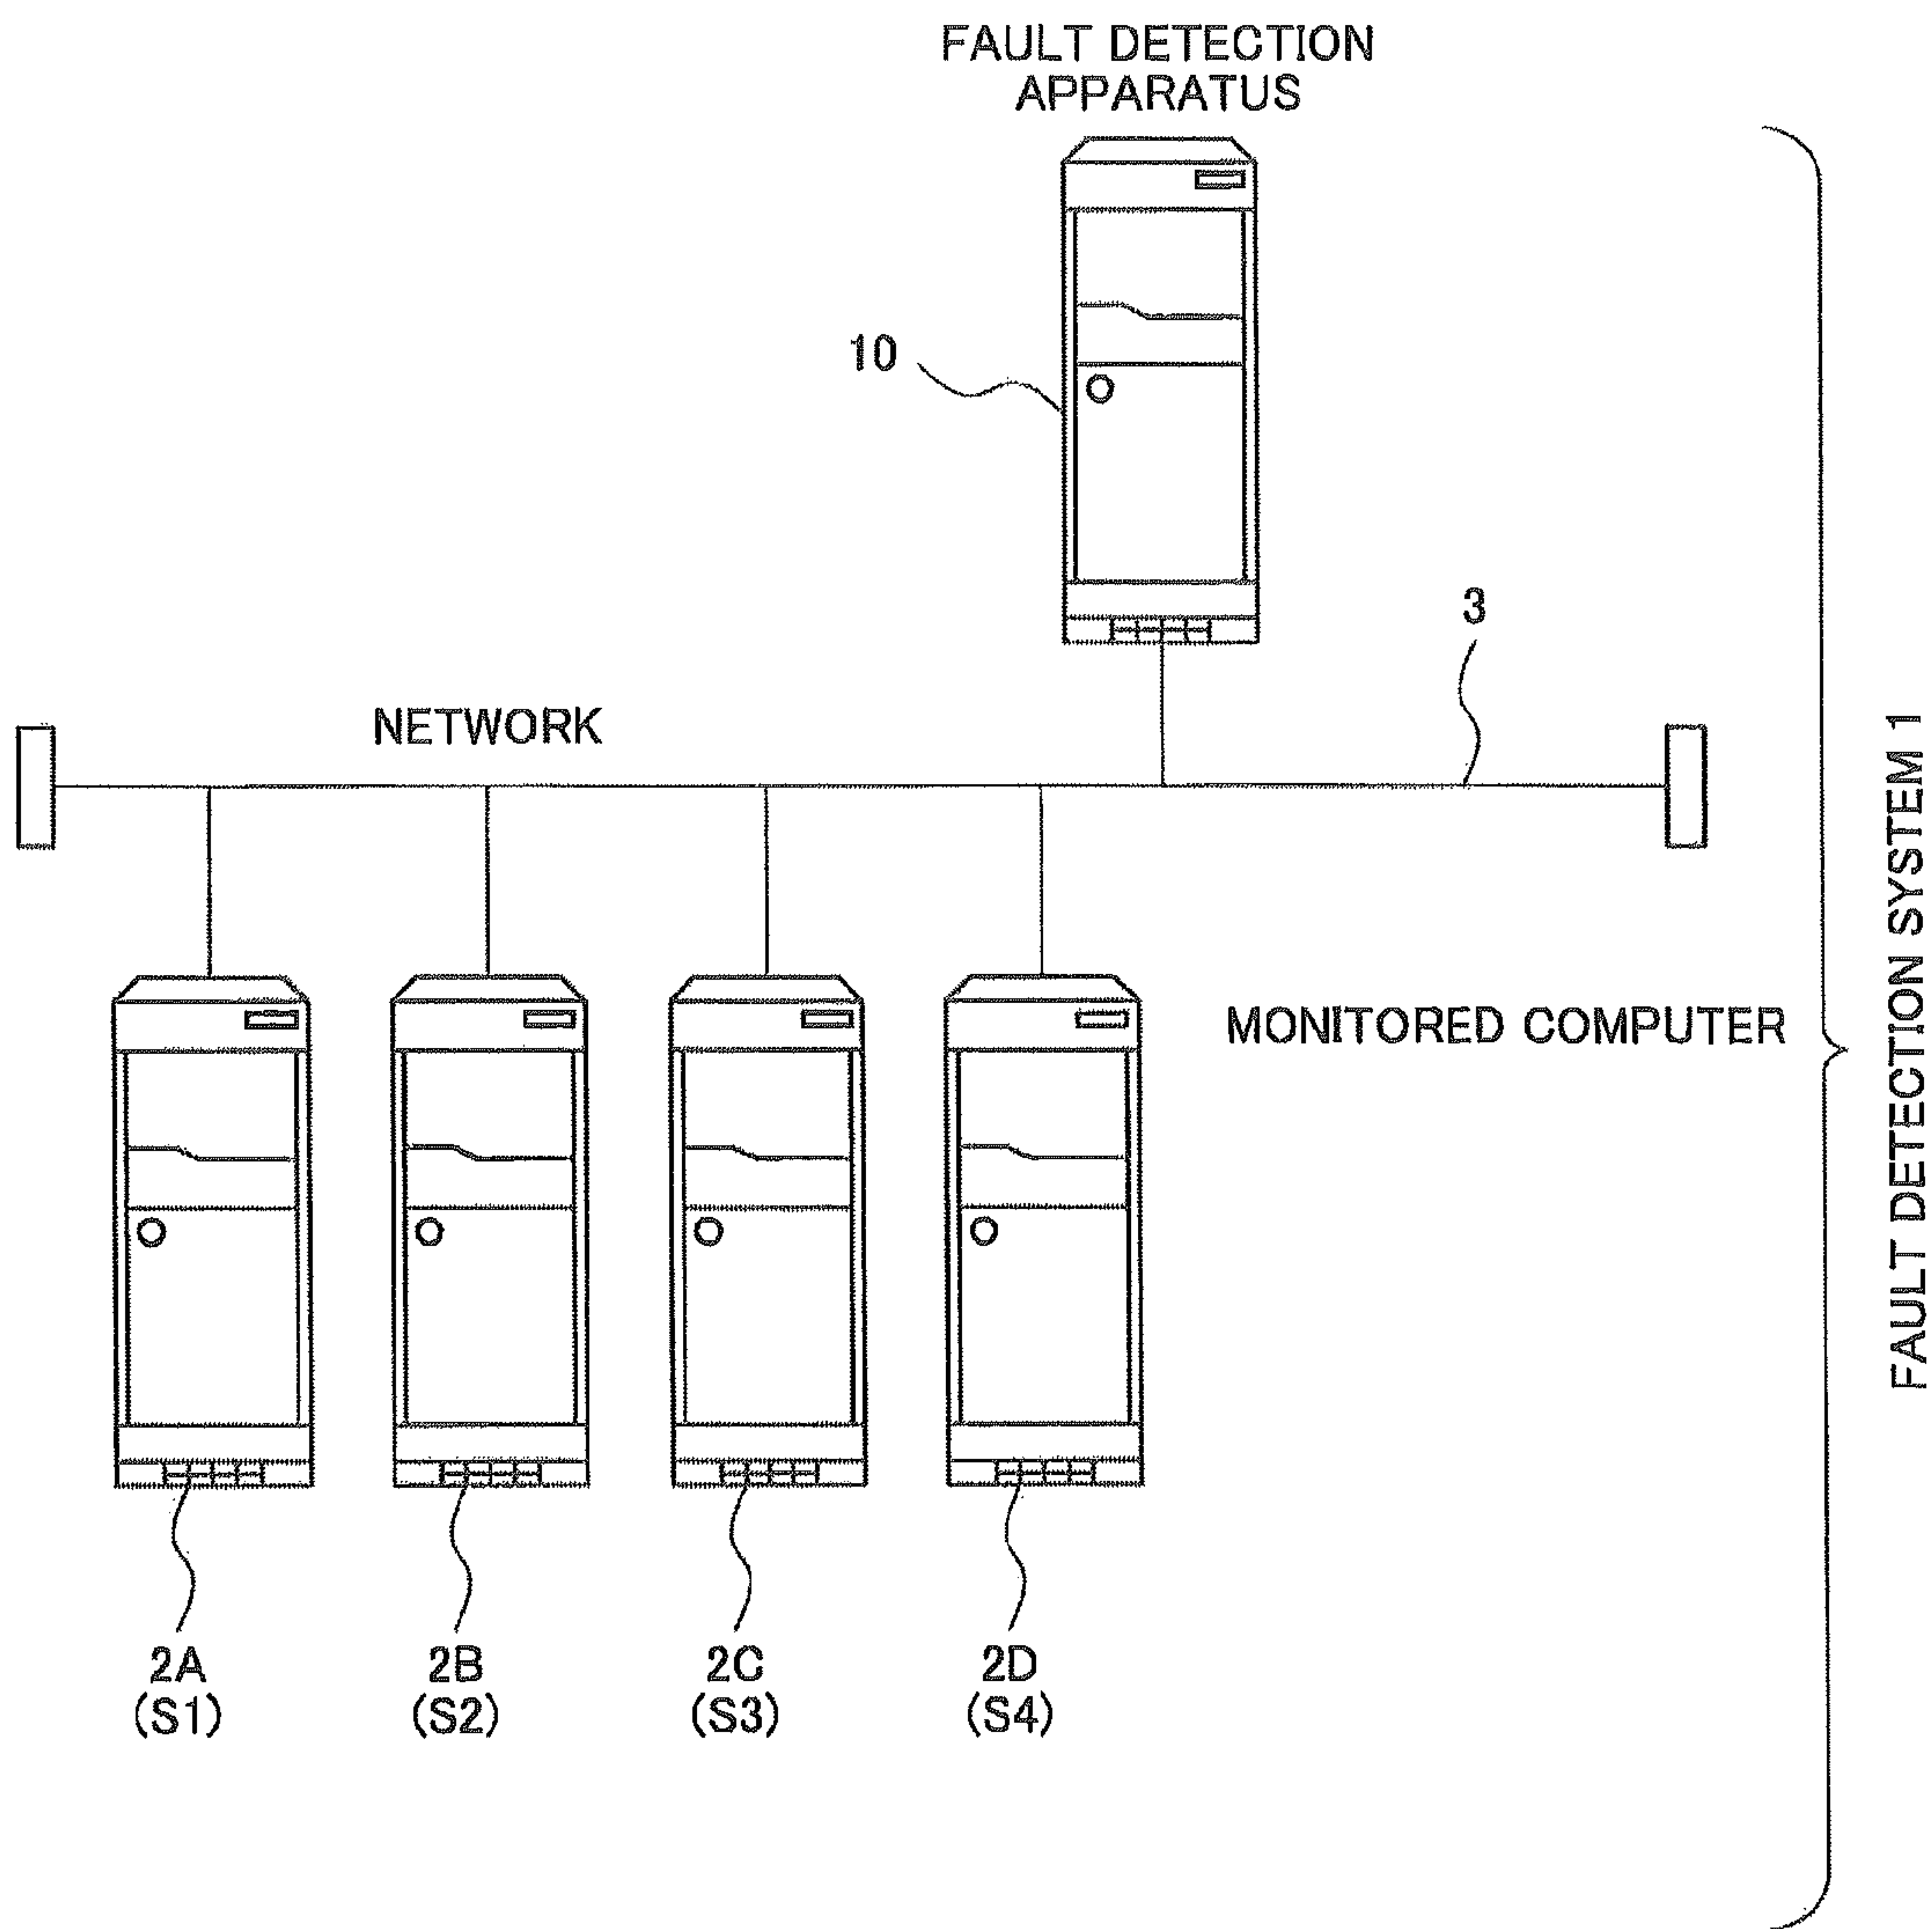 FAULT DETECTION
APPARATUS
10
3
NETWORK
MONITORED COMPUTER
FAULT DETECTION SYSTEM 1
2A
(S1)
2B
(S2)
2C
(S3)
2D
(S4)